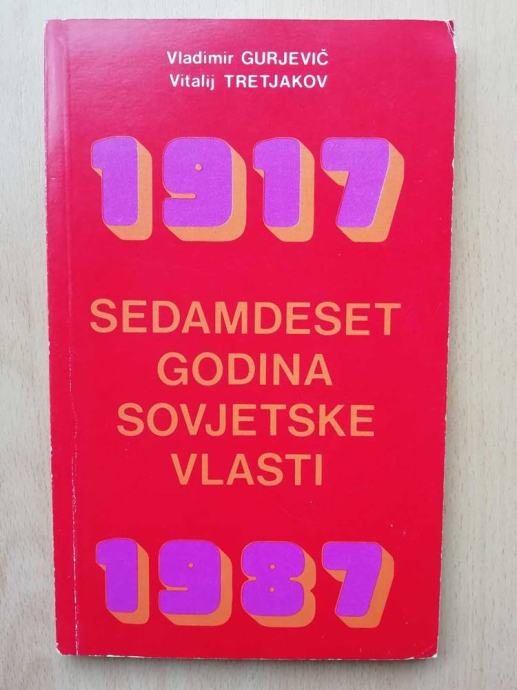 Vladimir GURJEVIČ
Vitalij TRETJAKOV
1917
SEDAMDESET
GODINA
SOVJETSKE
VLASTI
1987